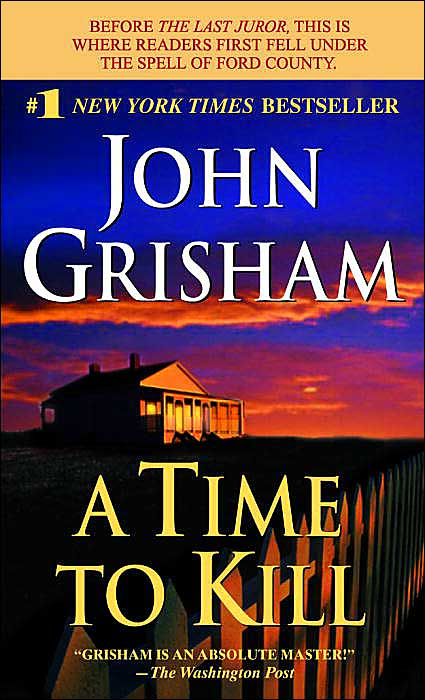 BEFORE THE LAST JUROR, THIS IS
WHERE READERS FIRST FELL UNDER
THE SPELL OF FORD COUNTY.
#1 NEW YORK TIMES BESTSELLER
JOHN
GRISHAM
A TIME
TO KILL
“GRISHAM IS AN ABSOLUTE MASTER!”
—The Washington Post